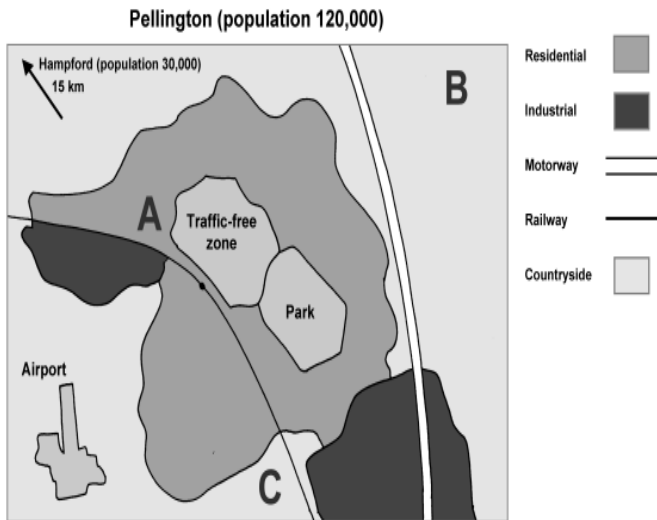 Pellington (population 120,000)
Hampford (population 30,000)
15 km
B
A
Traffic-free
zone
Park
Airport
C
Residential
Industrial
Motorway
Railway
Countryside